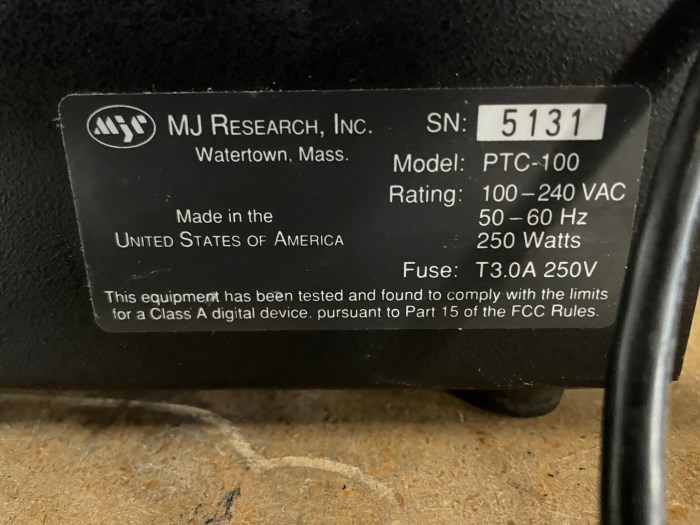 MJR MJ RESEARCH, INC.
Watertown, Mass.
SN: 5131
Model: PTC-100
Rating: 100-240 VAC
50-60 Hz
250 Watts
Fuse: T3.0A 250V
Made in the
UNITED STATES OF AMERICA
This equipment has been tested and found to comply with the limits
for a Class A digital device, pursuant to Part 15 of the FCC Rules.